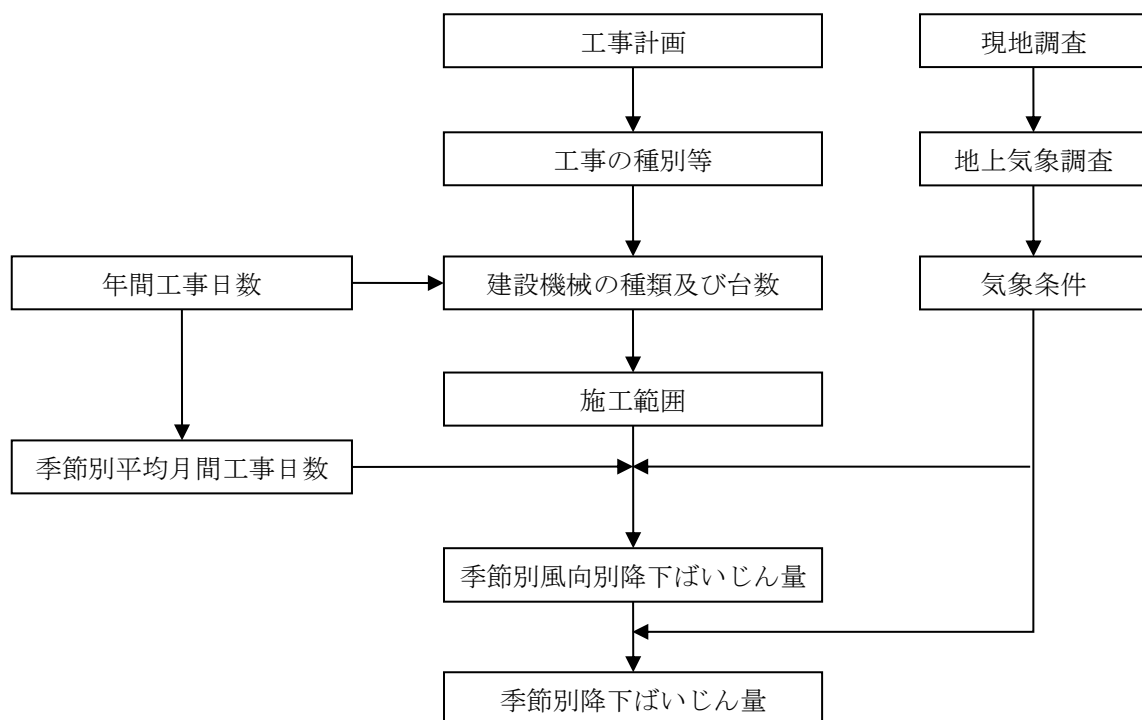 工事計画
現地調査
工事の種別等
地上気象調査
年間工事日数
建設機械の種類及び台数
気象条件
施工範囲
季節別平均月間工事日数
季節別風向別降下ばいじん量
季節別降下ばいじん量